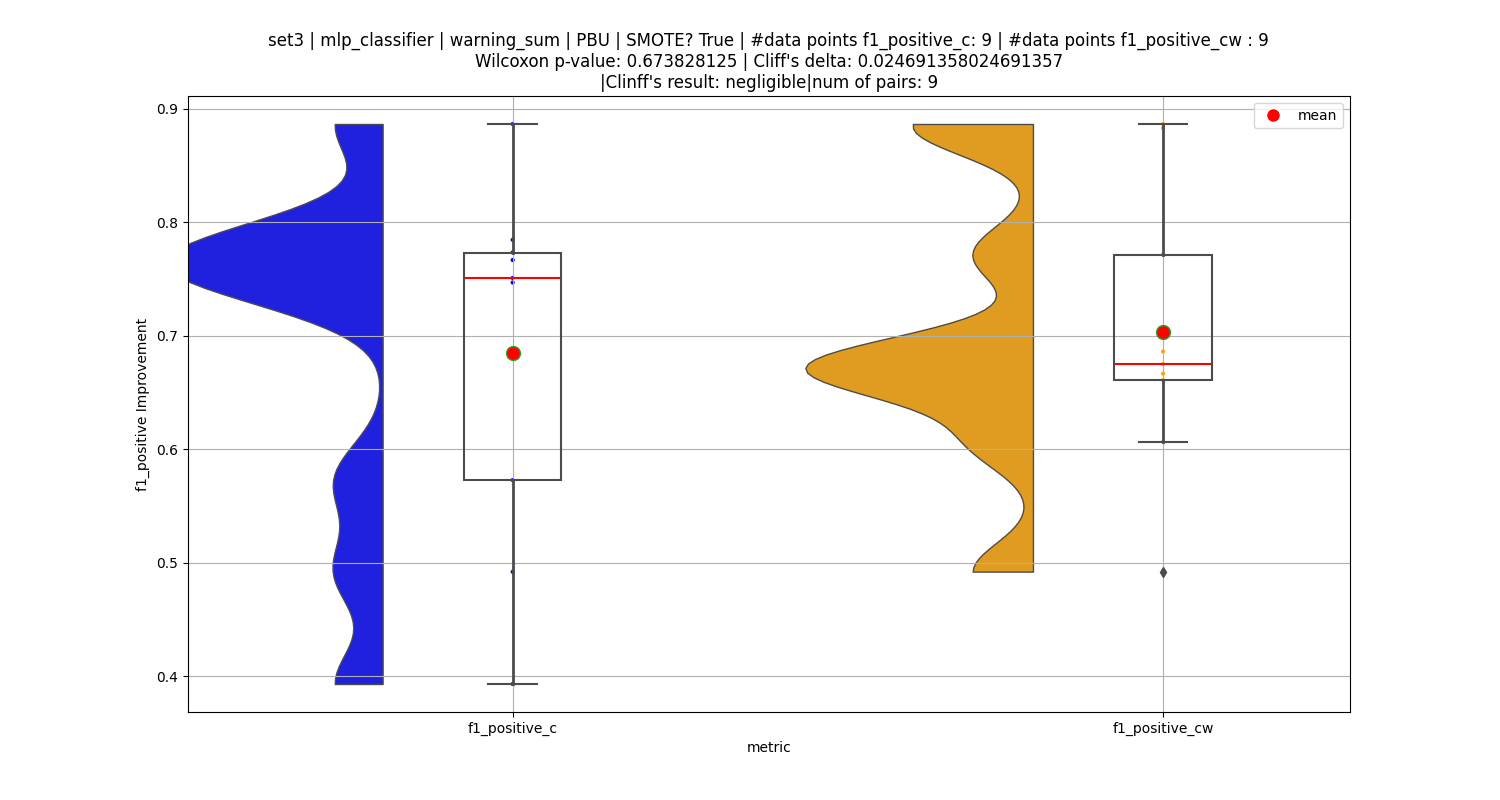 set3 | mlp_classifier | warning_sum | PBU | SMOTE? True | #data points f1_positive_c: 9 | #data points f1_positive_cw : 9
Wilcoxon p-value: 0.673828125 | Cliff's delta: 0.024691358024691357
|Clinff's result: negligible|num of pairs: 9
mean
0.9
0.8
0.7
0.6
0.5
0.4
f1_positive Improvement
f1_positive_c
f1_positive_cw
metric